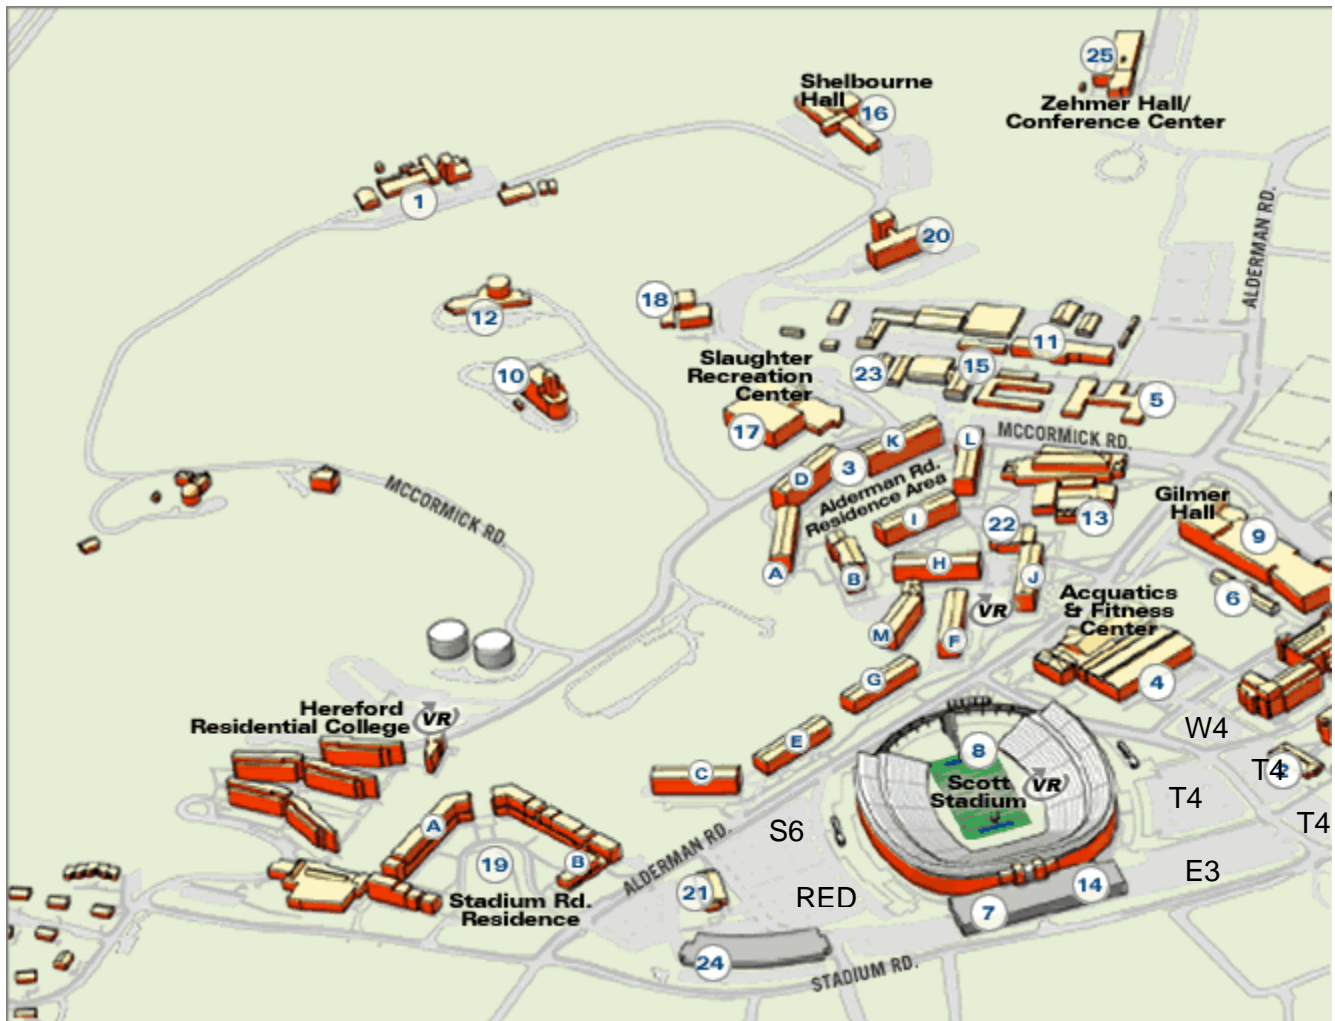 25
Zehmer Hall/
Conference Center
Shelbourne
Hall
16
1
20
ALDERMAN RD.
18
12
11
Slaughter
Recreation
Center
23
15
10
5
17
K
L
MCCORMICK RD.
D
3
Alderman Rd.
Residence Area
MCCORMICK RD.
I
22
13
Gilmer
Hall
9
A
B
H
J
6
VR
Acquatics
& Fitness
Center
M
F
G
4
Hereford
Residential College
VR
W4
E
8
Scott
Stadium
VR
T4
2
C
T4
T4
A
S6
ALDERMAN RD.
19
B
Stadium Rd.
Residence
21
RED
14
E3
7
24
STADIUM RD.